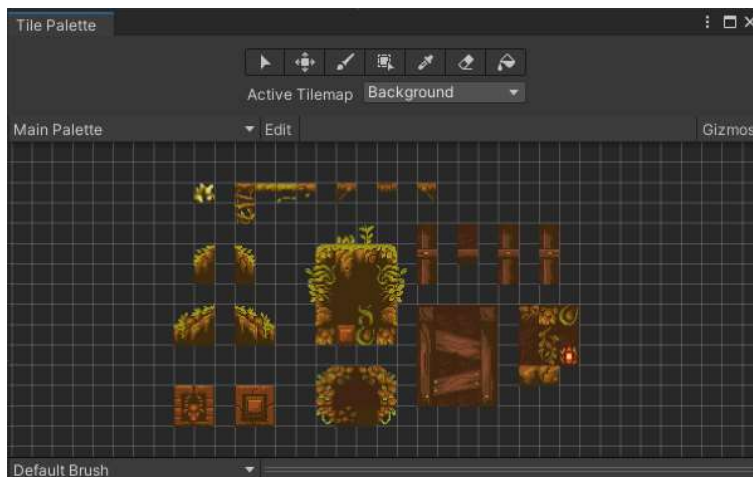 Tile Palette
Active Tilemap Background
Main Palette Edit Gizmos
Default Brush